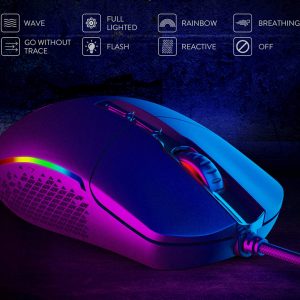 WAVE
FULL
LIGHTED
RAINBOW
BREATHING
GO WITHOUT
TRACE
FLASH
REACTIVE
OFF